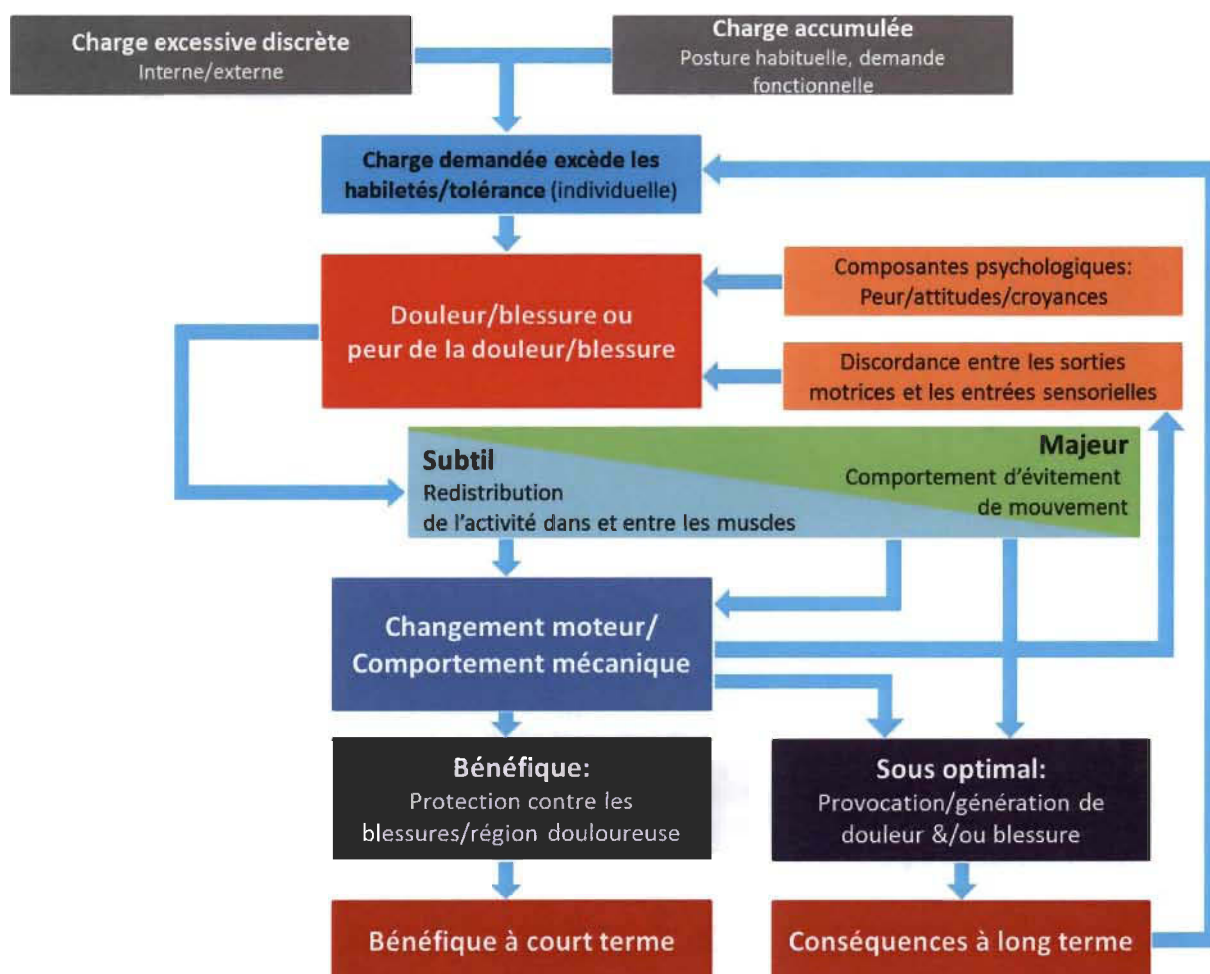 Charge excessive discrète
Interne/externe
Charge accumulée
Posture habituelle, demande
fonctionnelle
Charge demandée excède les
habiletés/tolérance (individuelle)
Douleur/blessure ou
peur de la douleur/blessure
Composantes psychologiques:
Peur/attitudes/croyances
Discordance entre les sorties
motrices et les entrées sensorielles
Subtil
Redistribution
de l'activité dans et entre les muscles
Majeur
Comportement d'évitement
de mouvement
Changement moteur/
Comportement mécanique
Bénéfique:
Protection contre les
blessures/région douloureuse
Sous optimal:
Provocation/génération de
douleur &/ou blessure
Bénéfique à court terme
Conséquences à long terme